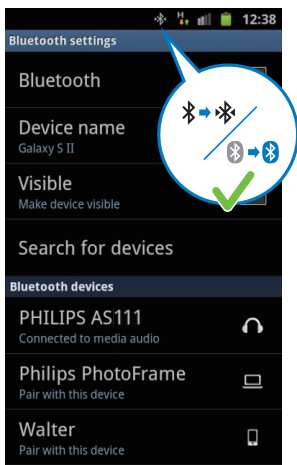 H 12:38
Bluetooth settings
Bluetooth
Device name
Galaxy S II
Visible
Make device visible
Search for devices
Bluetooth devices
PHILIPS AS111
Connected to media audio
Philips PhotoFrame
Pair with this device
Walter
Pair with this device